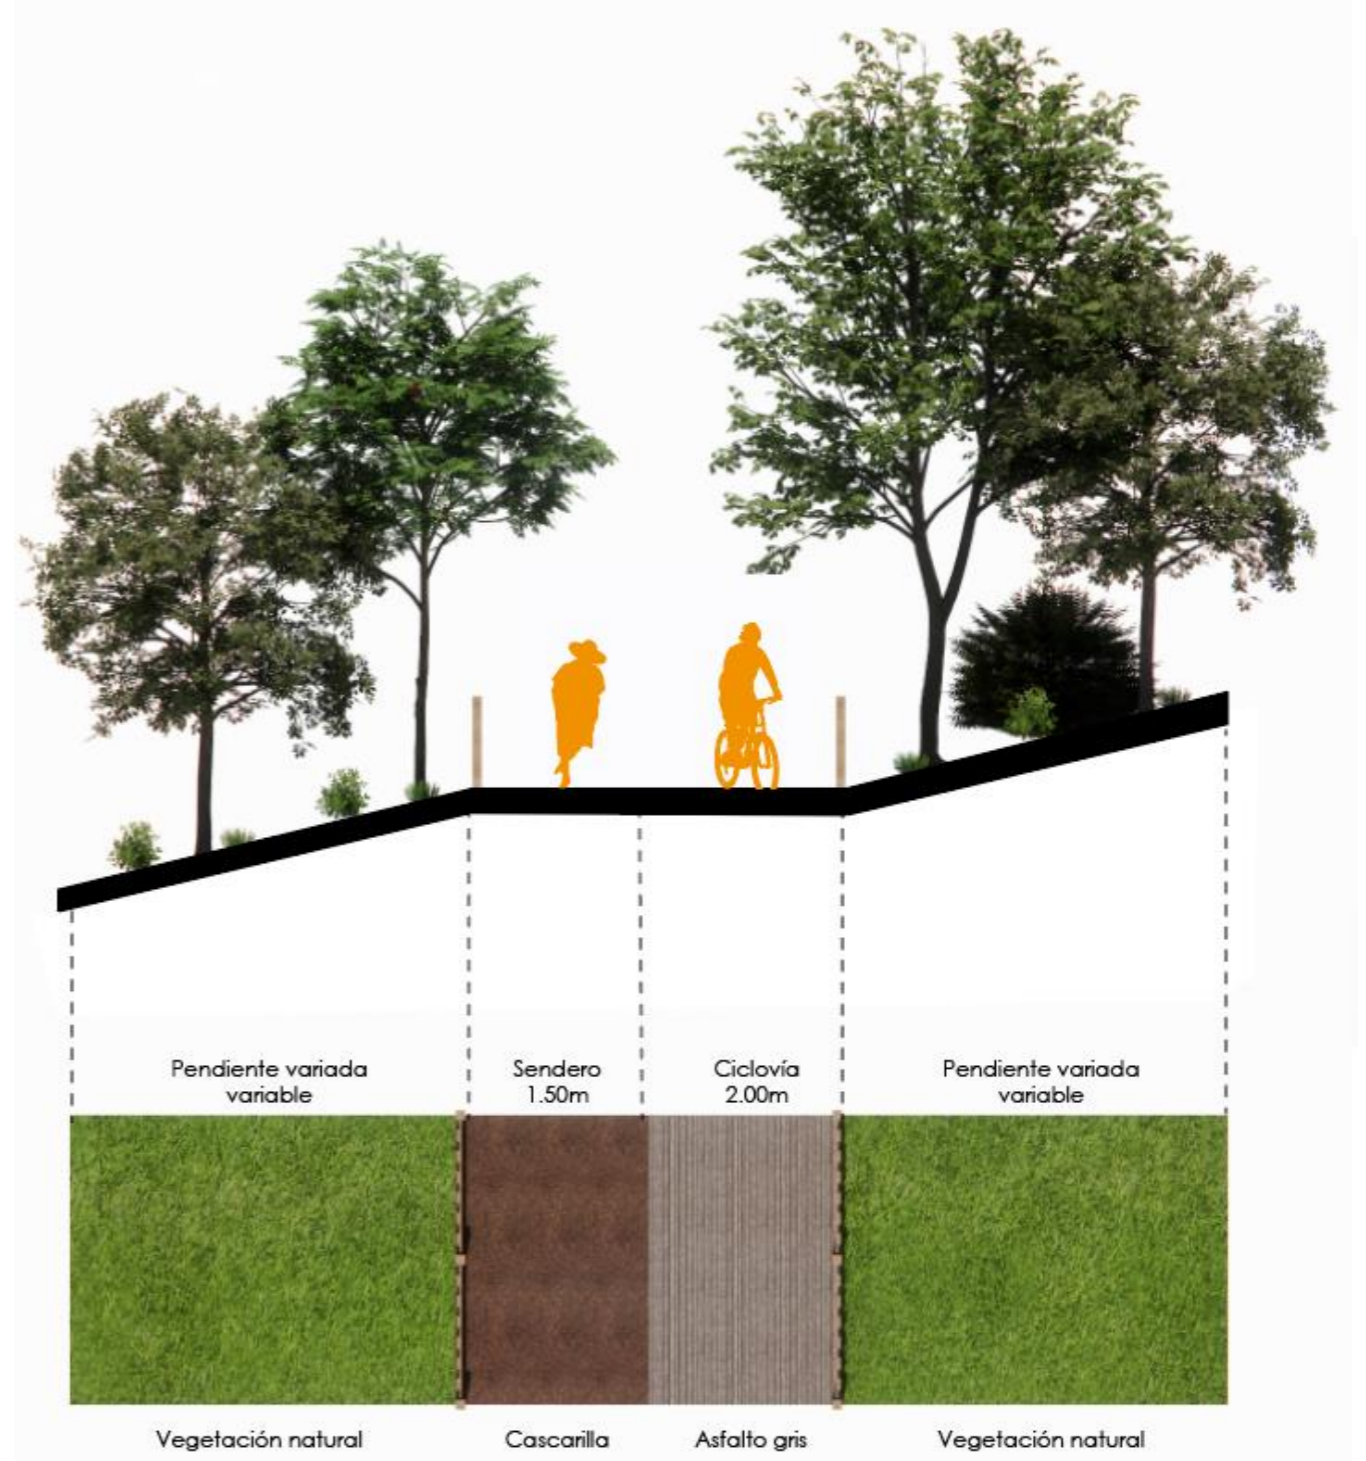 Pendiente variada
variable
Sendero
1.50m
Ciclovía
2.00m
Pendiente variada
variable
Vegetación natural
Cascarilla
Asfalto gris
Vegetación natural